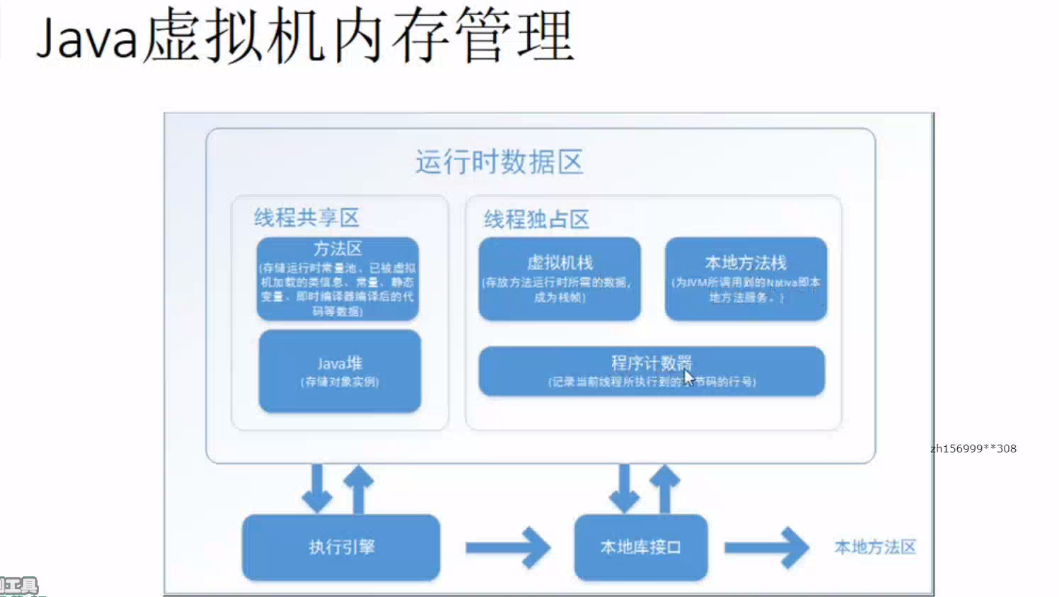 Java虚拟机内存管理
运行时数据区
线程共享区
方法区
(存储运行时常量池、已被虚拟
机加载的类信息、常量、静态
变量、即时编译器编译后的代
码等数据)
Java堆
(存储对象实例)
线程独占区
虚拟机栈
(存放方法运行时所需的数据,
成为栈帧)
本地方法栈
(为JVM所调用到的Nativa即本
地方法服务。)
程序计数器
(记录当前线程所执行到的 节码的行号)
zh156999**308
执行引擎
本地库接口
本地方法区
工具